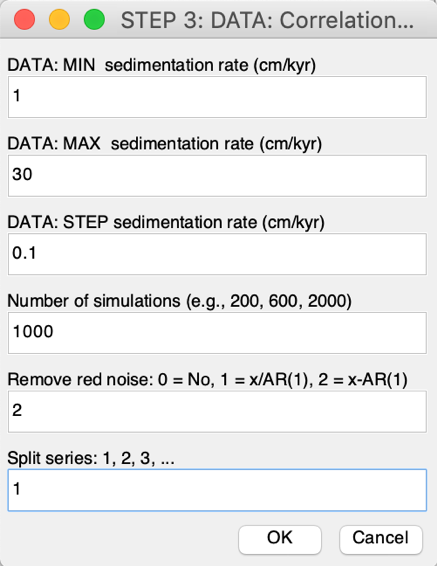 STEP 3: DATA: Correlation...
DATA: MIN  sedimentation rate (cm/kyr)
1
DATA: MAX  sedimentation rate (cm/kyr)
30
DATA: STEP sedimentation rate (cm/kyr)
0.1
Number of simulations (e.g., 200, 600, 2000)
1000
Remove red noise: 0 = No, 1 = x/AR(1), 2 = x-AR(1)
2
Split series: 1, 2, 3, ...
1
OK Cancel